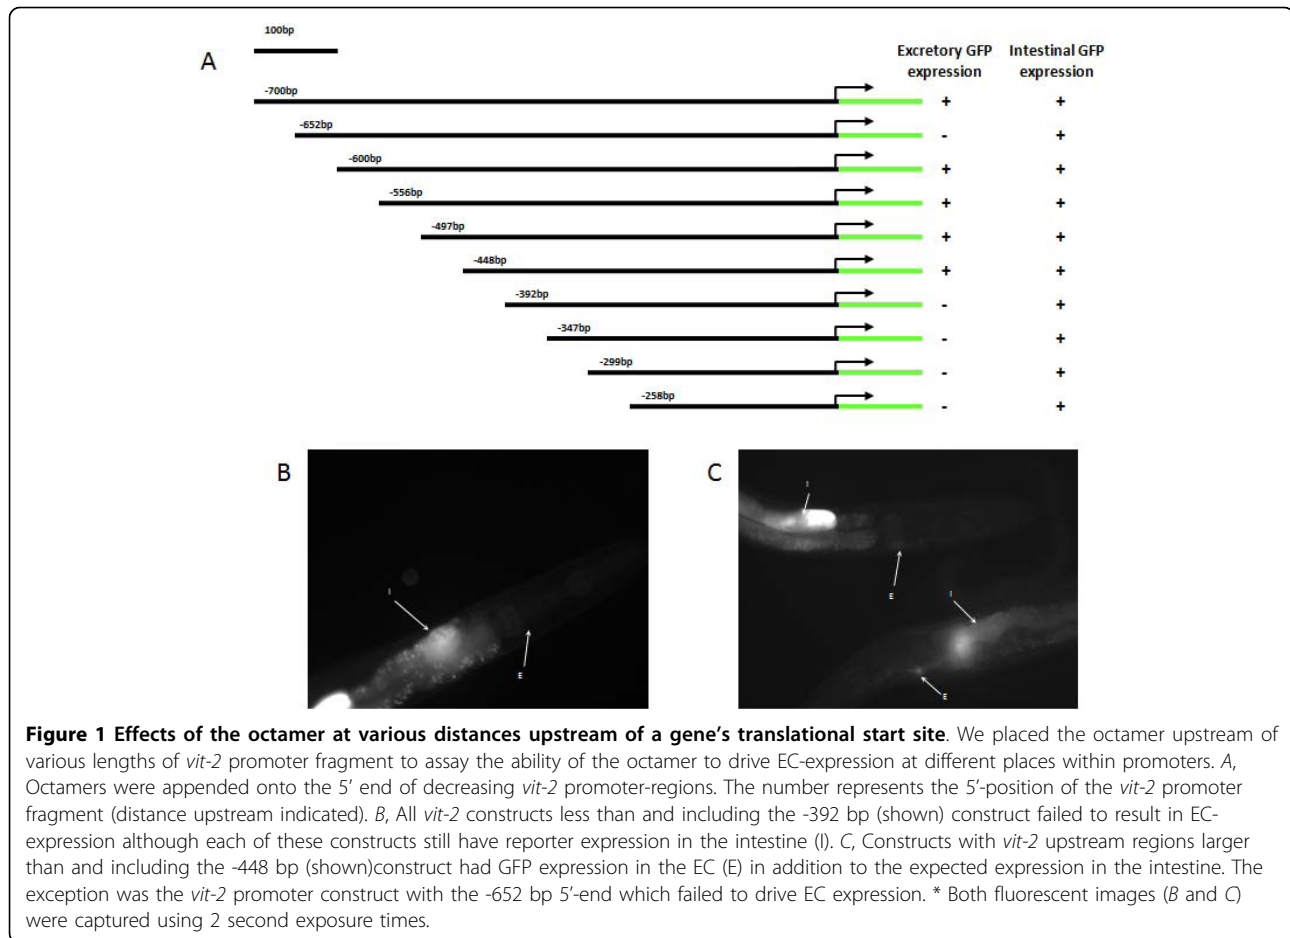 100bp
A
Excretory GFP expression
Intestinal GFP expression
-700bp + +
-652bp - +
-600bp + +
-556bp + +
-497bp + +
-448bp + +
-392bp - +
-347bp - +
-299bp - +
-258bp - +
B
I
E
C
I
E
I
E
Figure 1 Effects of the octamer at various distances upstream of a gene's translational start site. We placed the octamer upstream of
various lengths of vit-2 promoter fragment to assay the ability of the octamer to drive EC-expression at different places within promoters. A,
Octamers were appended onto the 5' end of decreasing vit-2 promoter-regions. The number represents the 5'-position of the vit-2 promoter
fragment (distance upstream indicated). B, All vit-2 constructs less than and including the -392 bp (shown) construct failed to result in EC-
expression although each of these constructs still have reporter expression in the intestine (I). C, Constructs with vit-2 upstream regions larger
than and including the -448 bp (shown)construct had GFP expression in the EC (E) in addition to the expected expression in the intestine. The
exception was the vit-2 promoter construct with the -652 bp 5'-end which failed to drive EC expression. * Both fluorescent images (B and C)
were captured using 2 second exposure times.